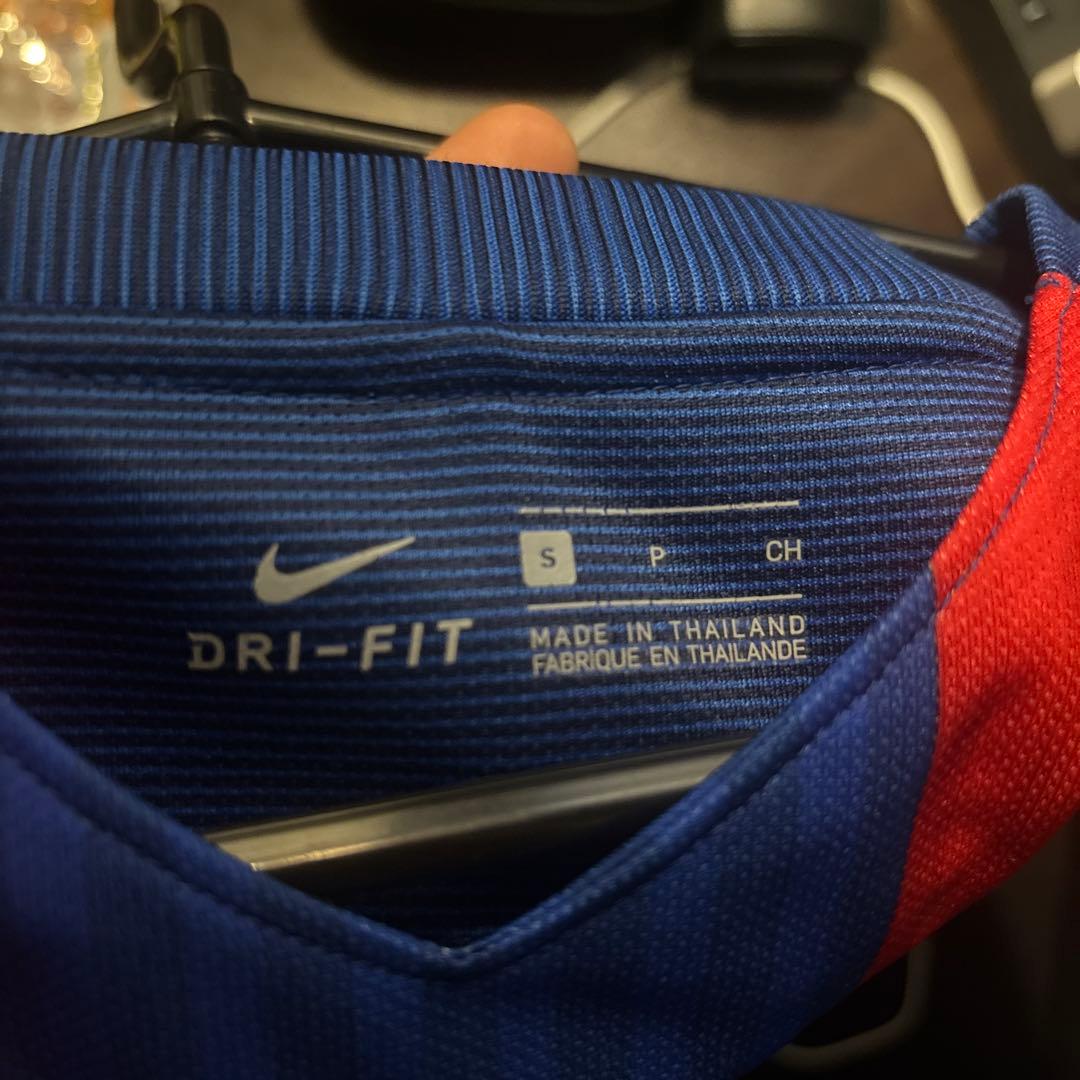 S P CH
DRI-FIT
MADE IN THAILAND
FABRIQUE EN THAILANDE